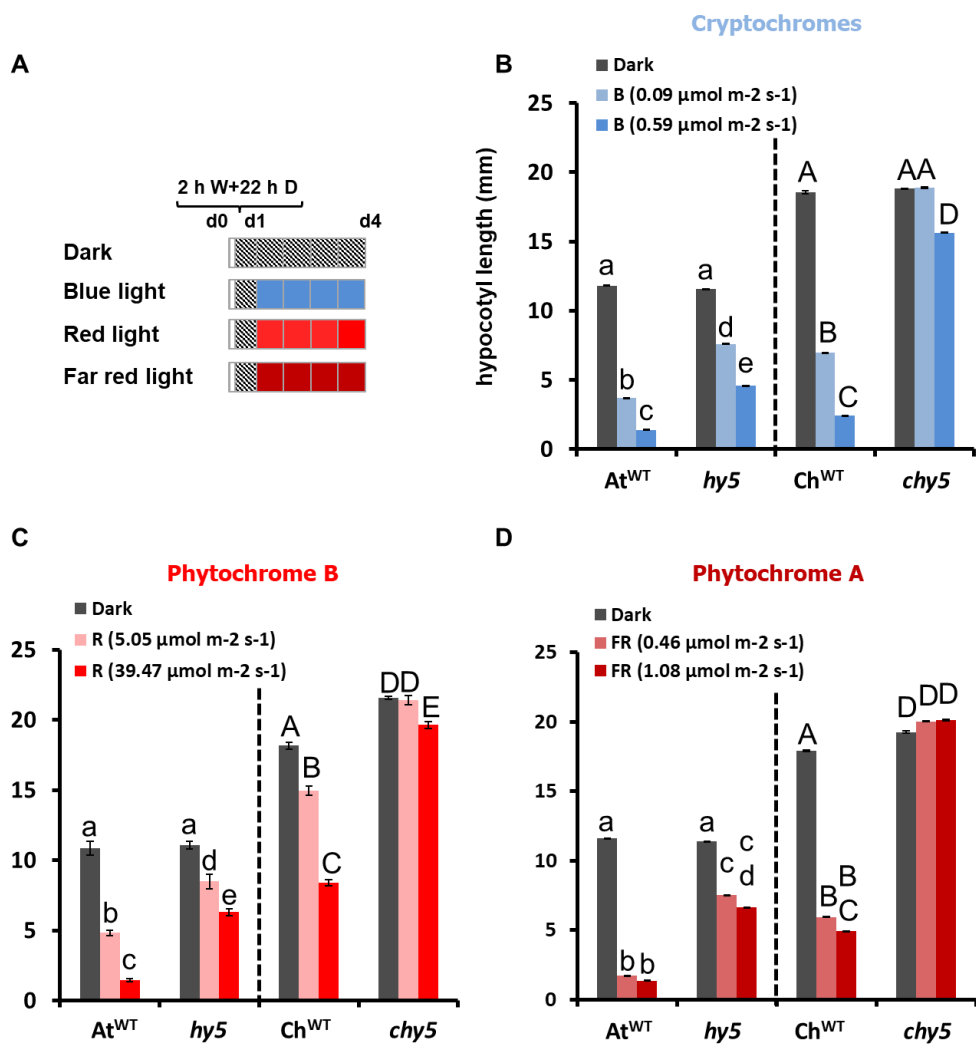 Cryptochromes
A
B
Dark
B (0.09 µmol m-2 s-1)
B (0.59 µmol m-2 s-1)
2 h W+22 h D
d0 d1 d4
Dark
Blue light
Red light
Far red light
hypocotyl length (mm)
25
20
15
10
5
0
a
b
c
a
d
e
A
B
C
AA
D
At^WT hy5 Ch^WT chy5
C
Phytochrome B
Dark
R (5.05 µmol m-2 s-1)
R (39.47 µmol m-2 s-1)
25
20
15
10
5
0
a
b
c
a
d
e
A
B
C
DD
E
At^WT hy5 Ch^WT chy5
D
Phytochrome A
Dark
FR (0.46 µmol m-2 s-1)
FR (1.08 µmol m-2 s-1)
25
20
15
10
5
0
a
b b
a
c
c
d
A
B
B
C
D
DD
At^WT hy5 Ch^WT chy5